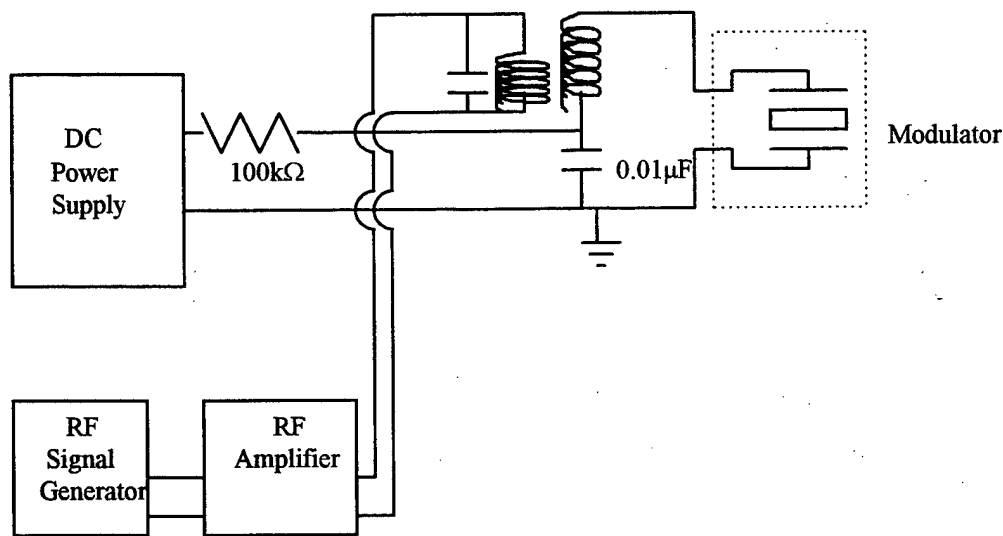 DC
Power
Supply
100kΩ
0.01μF
Modulator
RF
Signal
Generator
RF
Amplifier